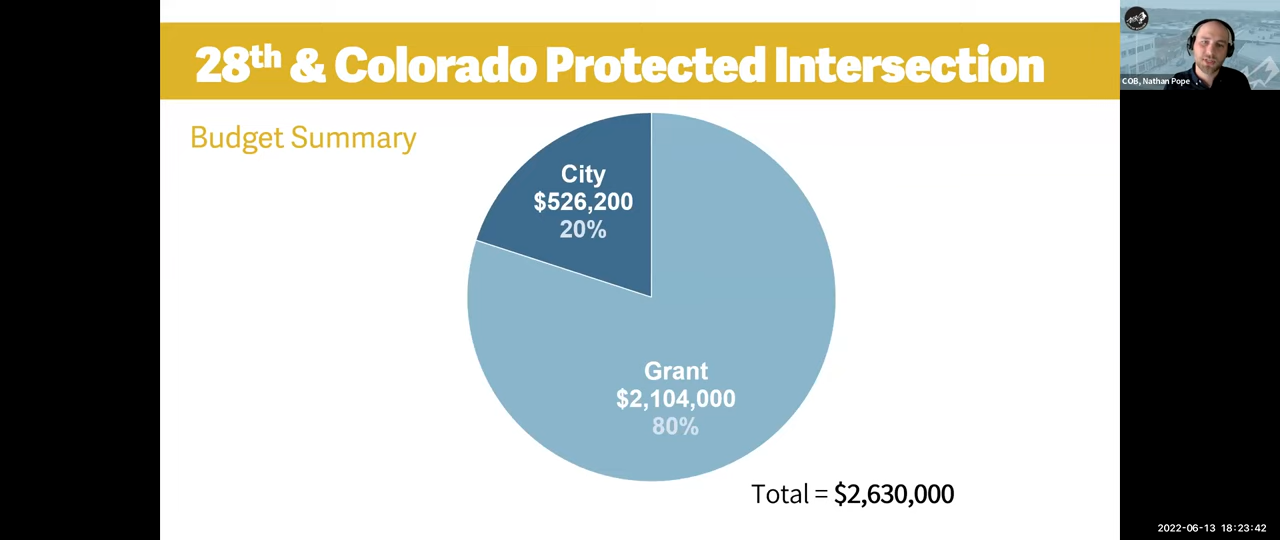 28th & Colorado Protected Intersection
Budget Summary
City
$526,200
20%
Grant
$2,104,000
80%
Total = $2,630,000
COB, Nathan Pope
2022-06-13 18:23:42